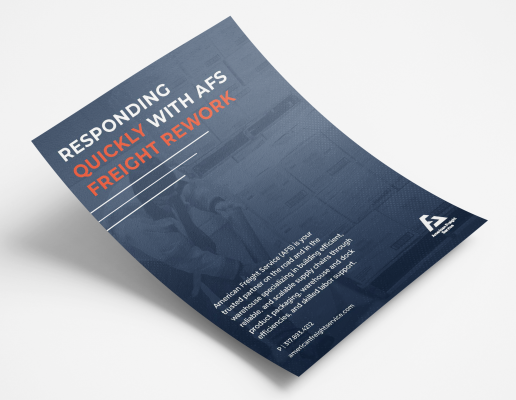 RESPONDING
QUICKLY WITH AFS
FREIGHT REWORK
American Freight Service (AFS) is your
trusted partner on the road and in the
warehouse specializing in building efficient,
reliable, and scalable supply chains through
product packaging, warehouse and dock
efficiencies, and skilled labor support.
P | 317.893.4212
americanfreightservice.com
American Freight
Service